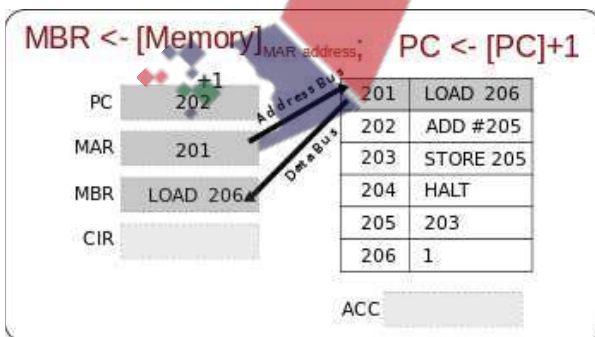 MBR <- [Memory]MAR address; PC <- [PC]+1
+1
PC 202
MAR 201
MBR LOAD 206
CIR
Address Bus
Data Bus
201 LOAD 206
202 ADD #205
203 STORE 205
204 HALT
205 203
206 1
ACC